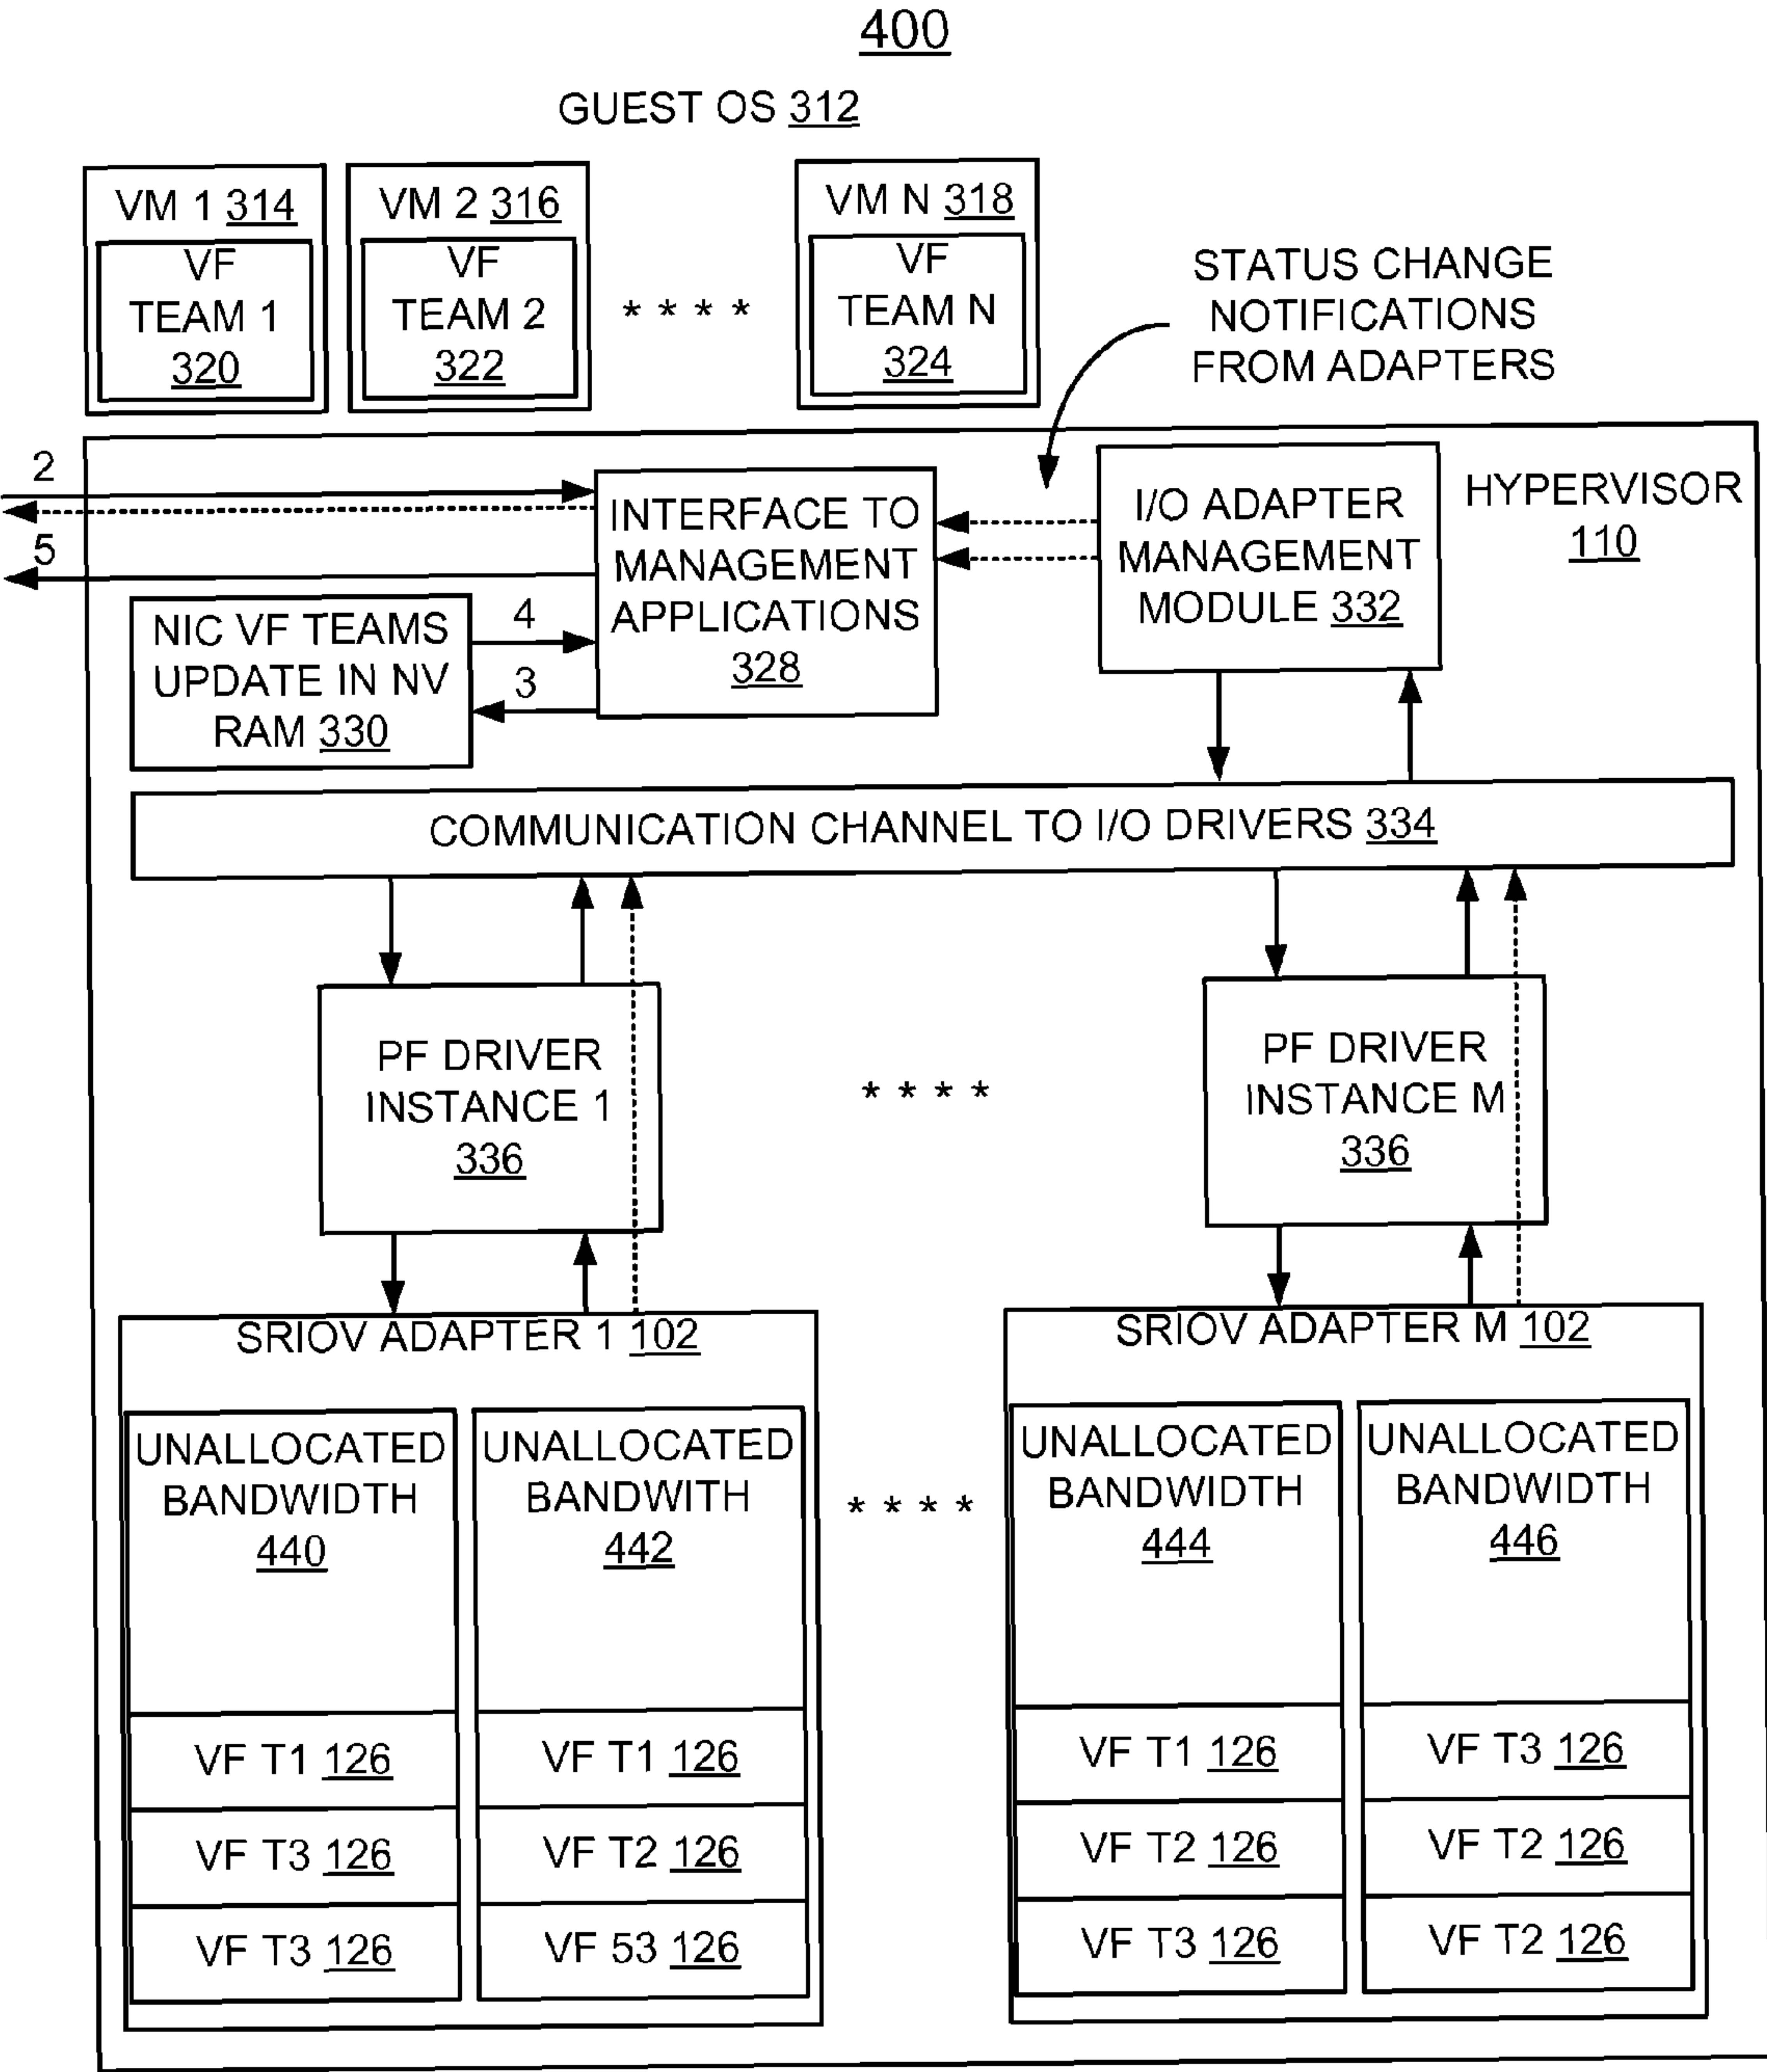 400
GUEST OS 312
VM 1 314
VF
TEAM 1
320
VM 2 316
VF
TEAM 2
322
* * * *
VM N 318
VF
TEAM N
324
STATUS CHANGE
NOTIFICATIONS
FROM ADAPTERS
HYPERVISOR
110
2
5
INTERFACE TO
MANAGEMENT
APPLICATIONS
328
I/O ADAPTER
MANAGEMENT
MODULE 332
NIC VF TEAMS
UPDATE IN NV
RAM 330
4
3
COMMUNICATION CHANNEL TO I/O DRIVERS 334
PF DRIVER
INSTANCE 1
336
* * * *
PF DRIVER
INSTANCE M
336
SRIOV ADAPTER 1 102
UNALLOCATED
BANDWIDTH
440
VF T1 126
VF T3 126
VF T3 126
UNALLOCATED
BANDWITH
442
VF T1 126
VF T2 126
VF 53 126
* * * *
SRIOV ADAPTER M 102
UNALLOCATED
BANDWIDTH
444
VF T1 126
VF T2 126
VF T3 126
UNALLOCATED
BANDWIDTH
446
VF T3 126
VF T2 126
VF T2 126